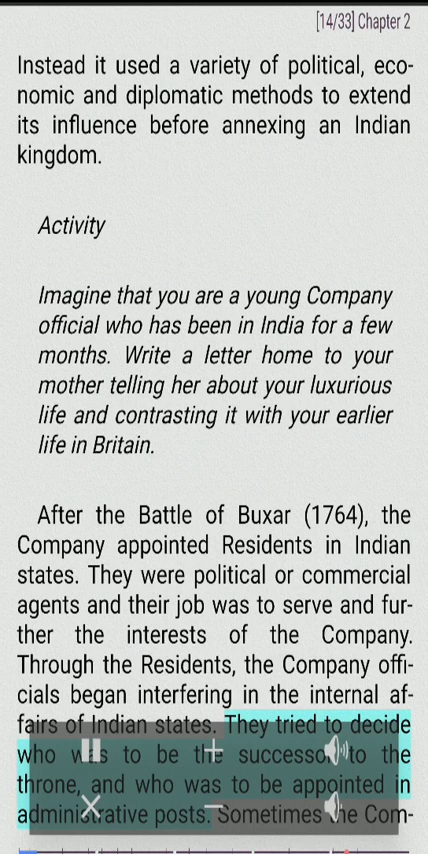 [14/33] Chapter 2
Instead it used a variety of political, eco-
nomic and diplomatic methods to extend
its influence before annexing an Indian
kingdom.
Activity
Imagine that you are a young Company
official who has been in India for a few
months. Write a letter home to your
mother telling her about your luxurious
life and contrasting it with your earlier
life in Britain.
After the Battle of Buxar (1764), the
Company appointed Residents in Indian
states. They were political or commercial
agents and their job was to serve and fur-
ther the interests of the Company.
Through the Residents, the Company offi-
cials began interfering in the internal af-
fairs of Indian states. They tried to decide
who was to be the successor to the
throne, and who was to be appointed in
administrative posts. Sometimes the Com-